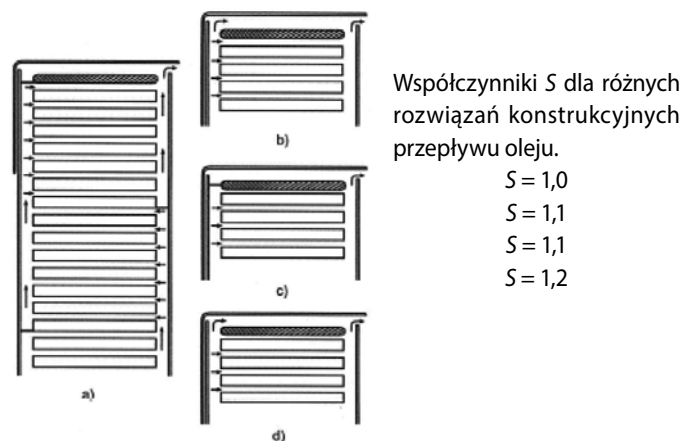 a)
b)
c)
d)
Współczynniki S dla różnych
rozwiązań konstrukcyjnych
przepływu oleju.
S = 1,0
S = 1,1
S = 1,1
S = 1,2